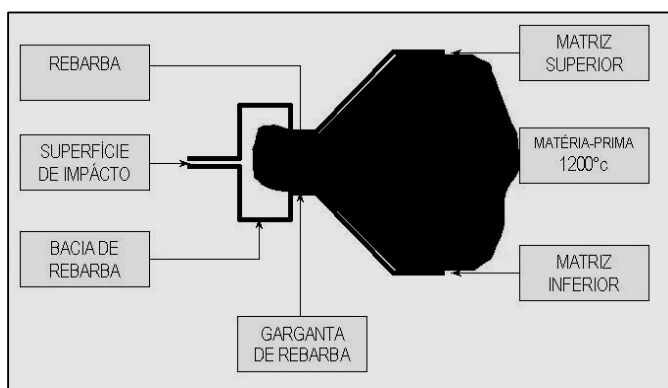 REBARBA
SUPERFÍCIE
DE IMPÁCTO
BACIA DE
REBARBA
GARGANTA
DE REBARBA
MATRIZ
SUPERIOR
MATÉRIA-PRIMA
1200°c
MATRIZ
INFERIOR